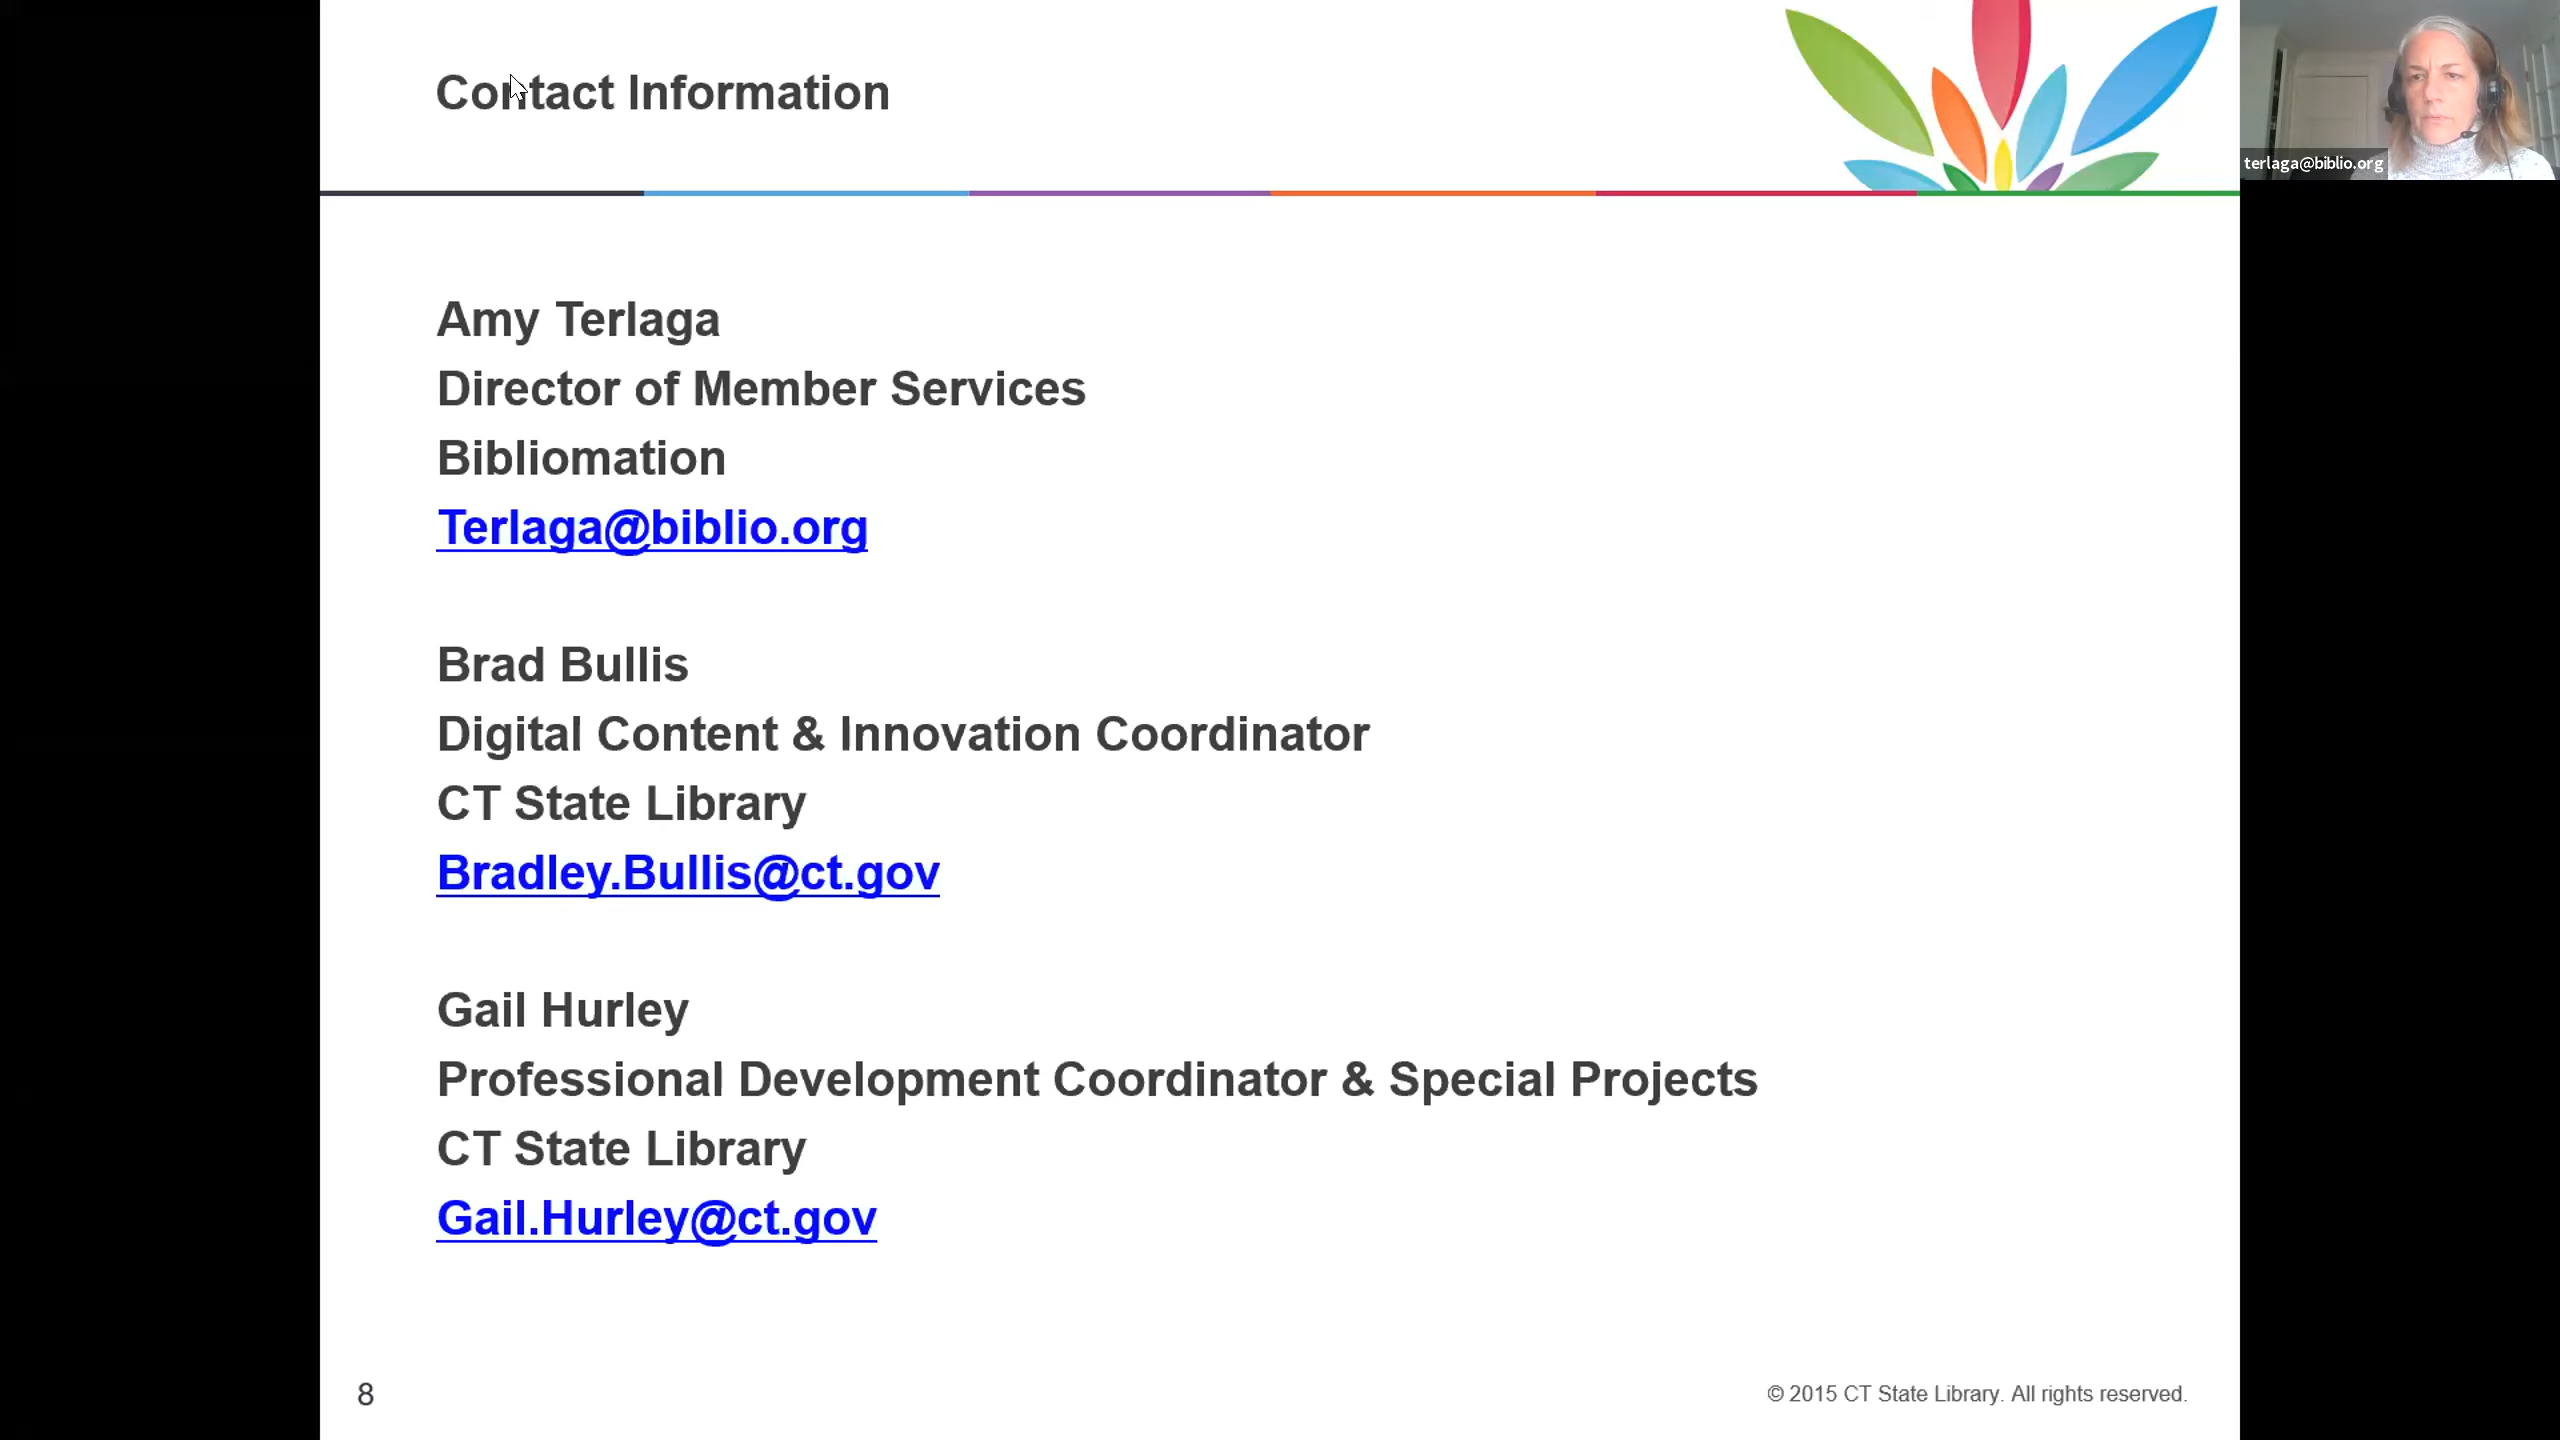 Contact Information
terlaga@biblio.org
Amy Terlaga
Director of Member Services
Bibliomation
Terlaga@biblio.org
Brad Bullis
Digital Content & Innovation Coordinator
CT State Library
Bradley.Bullis@ct.gov
Gail Hurley
Professional Development Coordinator & Special Projects
CT State Library
Gail.Hurley@ct.gov
8
© 2015 CT State Library. All rights reserved.